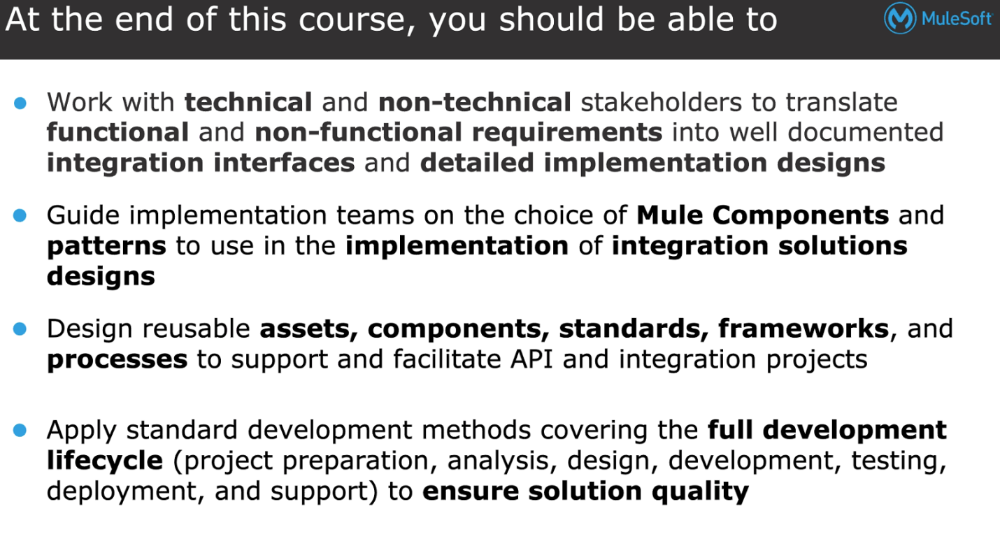 At the end of this course, you should be able to
MuleSoft
Work with technical and non-technical stakeholders to translate
functional and non-functional requirements into well documented
integration interfaces and detailed implementation designs
Guide implementation teams on the choice of Mule Components and
patterns to use in the implementation of integration solutions
designs
Design reusable assets, components, standards, frameworks, and
processes to support and facilitate API and integration projects
Apply standard development methods covering the full development
lifecycle (project preparation, analysis, design, development, testing,
deployment, and support) to ensure solution quality